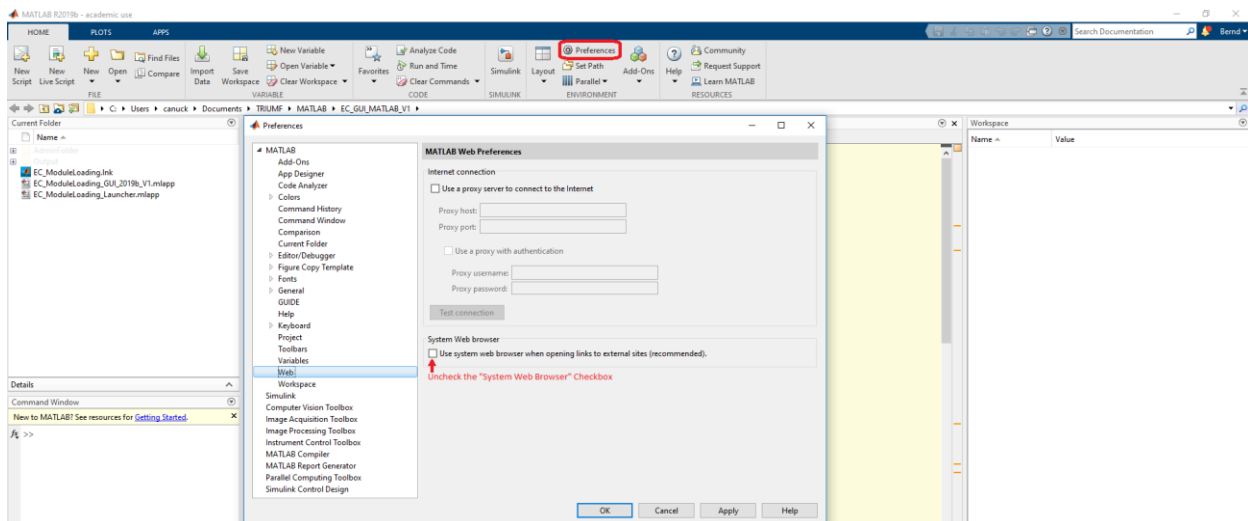 MATLAB R2019b - academic use
HOME PLOTS APPS
Search Documentation Bernd
New Script
New Live Script
New
Open
Find Files
Compare
FILE
Import Data
Save Workspace
New Variable
Open Variable
Clear Workspace
VARIABLE
Favorites
Analyze Code
Run and Time
Clear Commands
CODE
Simulink
SIMULINK
Layout
Preferences
Set Path
Parallel
ENVIRONMENT
Add-Ons
Help
Community
Request Support
Learn MATLAB
RESOURCES
C: Users canuck Documents TRIUMF MATLAB EC_GUI_MATLAB_V1
Current Folder
Name
AdminFolder
Output
EC_ModuleLoading.lnk
EC_ModuleLoading_GUI_2019b_V1.mlapp
EC_ModuleLoading_Launcher.mlapp
Details
Command Window
New to MATLAB? See resources for Getting Started.
fx >>
Preferences
MATLAB
Add-Ons
App Designer
Code Analyzer
Colors
Command History
Command Window
Comparison
Current Folder
Editor/Debugger
Figure Copy Template
Fonts
General
GUIDE
Help
Keyboard
Project
Toolbars
Variables
Web
Workspace
Simulink
Computer Vision Toolbox
Image Acquisition Toolbox
Image Processing Toolbox
Instrument Control Toolbox
MATLAB Compiler
MATLAB Report Generator
Parallel Computing Toolbox
Simulink Control Design
MATLAB Web Preferences
Internet connection
Use a proxy server to connect to the Internet
Proxy host:
Proxy port:
Use a proxy with authentication
Proxy username:
Proxy password:
Test connection
System Web browser
Use system web browser when opening links to external sites (recommended).
Uncheck the "System Web Browser" Checkbox
OK Cancel Apply Help
Workspace
Name Value